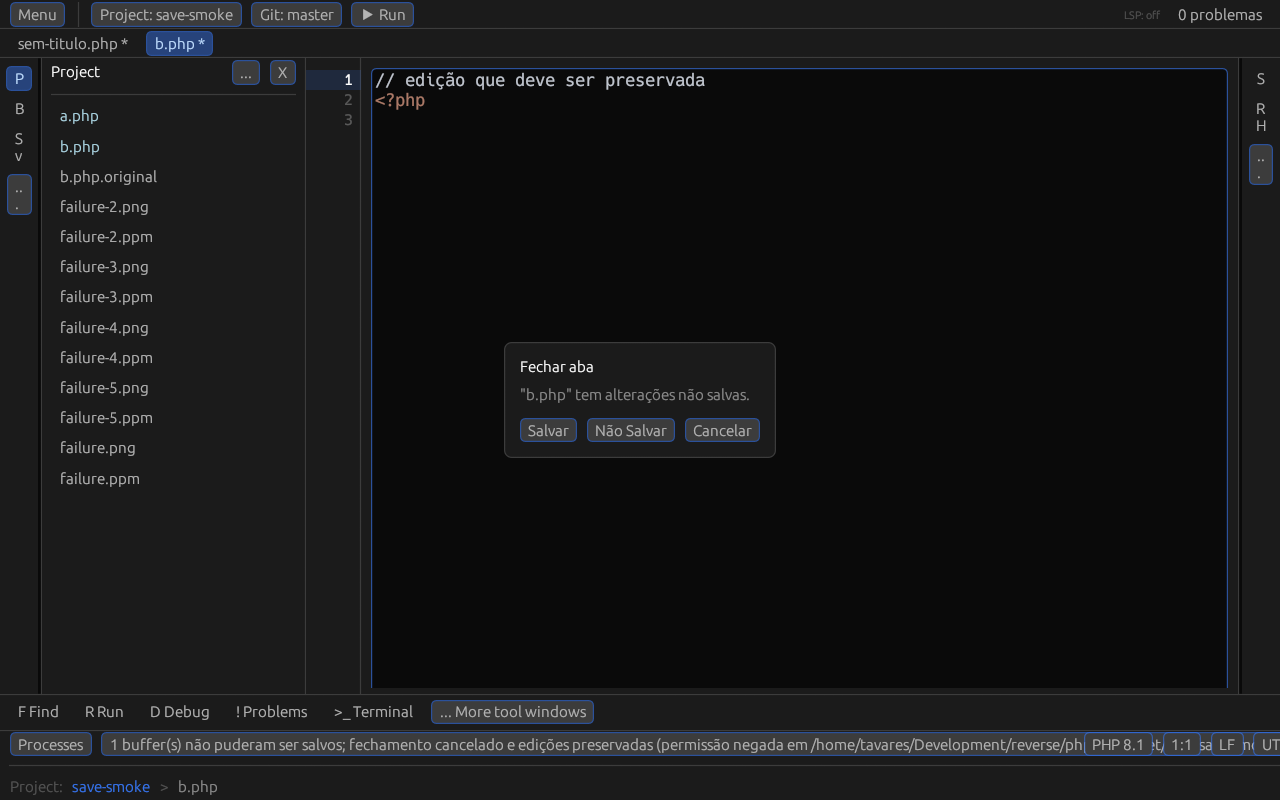 Menu Project: save-smoke Git: master ▶ Run LSP: off 0 problemas
sem-titulo.php * b.php *
P
B
S
v
...
Project ... X
a.php
b.php
b.php.original
failure-2.png
failure-2.ppm
failure-3.png
failure-3.ppm
failure-4.png
failure-4.ppm
failure-5.png
failure-5.ppm
failure.png
failure.ppm
1 // edição que deve ser preservada
2 <?php
3
Fechar aba
"b.php" tem alterações não salvas.
Salvar Não Salvar Cancelar
S
R
H
...
F Find R Run D Debug ! Problems >_ Terminal ... More tool windows
Processes 1 buffer(s) não puderam ser salvos; fechamento cancelado e edições preservadas (permissão negada em /home/tavares/Development/reverse/ph PHP 8.1 1:1 LF UT
Project: save-smoke > b.php